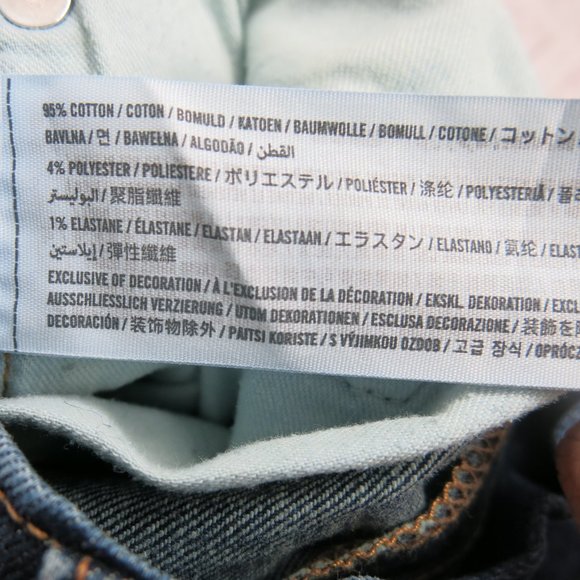 95% COTTON / COTON / BOMULD / KATOEN / BAUMWOLLE / BOMULL / COTONE / コットン
BAVLNA / 면 / BAWEŁNA / ALGODÃO / القطن
4% POLYESTER / POLIESTERE / ポリエステル / POLIÉSTER / 涤纶 / POLYESTERIÄ / 폴
البوليستر / 聚脂纖維
1% ELASTANE / ÉLASTANE / ELASTAN / ELASTAAN / エラスタン / ELASTANO / 氨纶 / ELAST
إيلاستين / 彈性纖維
EXCLUSIVE OF DECORATION / À L'EXCLUSION DE LA DÉCORATION / EKSKL. DEKORATION / EXCL
AUSSCHLIESSLICH VERZIERUNG / UTOM DEKORATIONEN / ESCLUSA DECORAZIONE / 装飾を
DECORACIÓN / 装饰物除外 / PAITSI KORISTE / S VÝJIMKOU OZDOB / 고급 장식 / OPRÓCZ